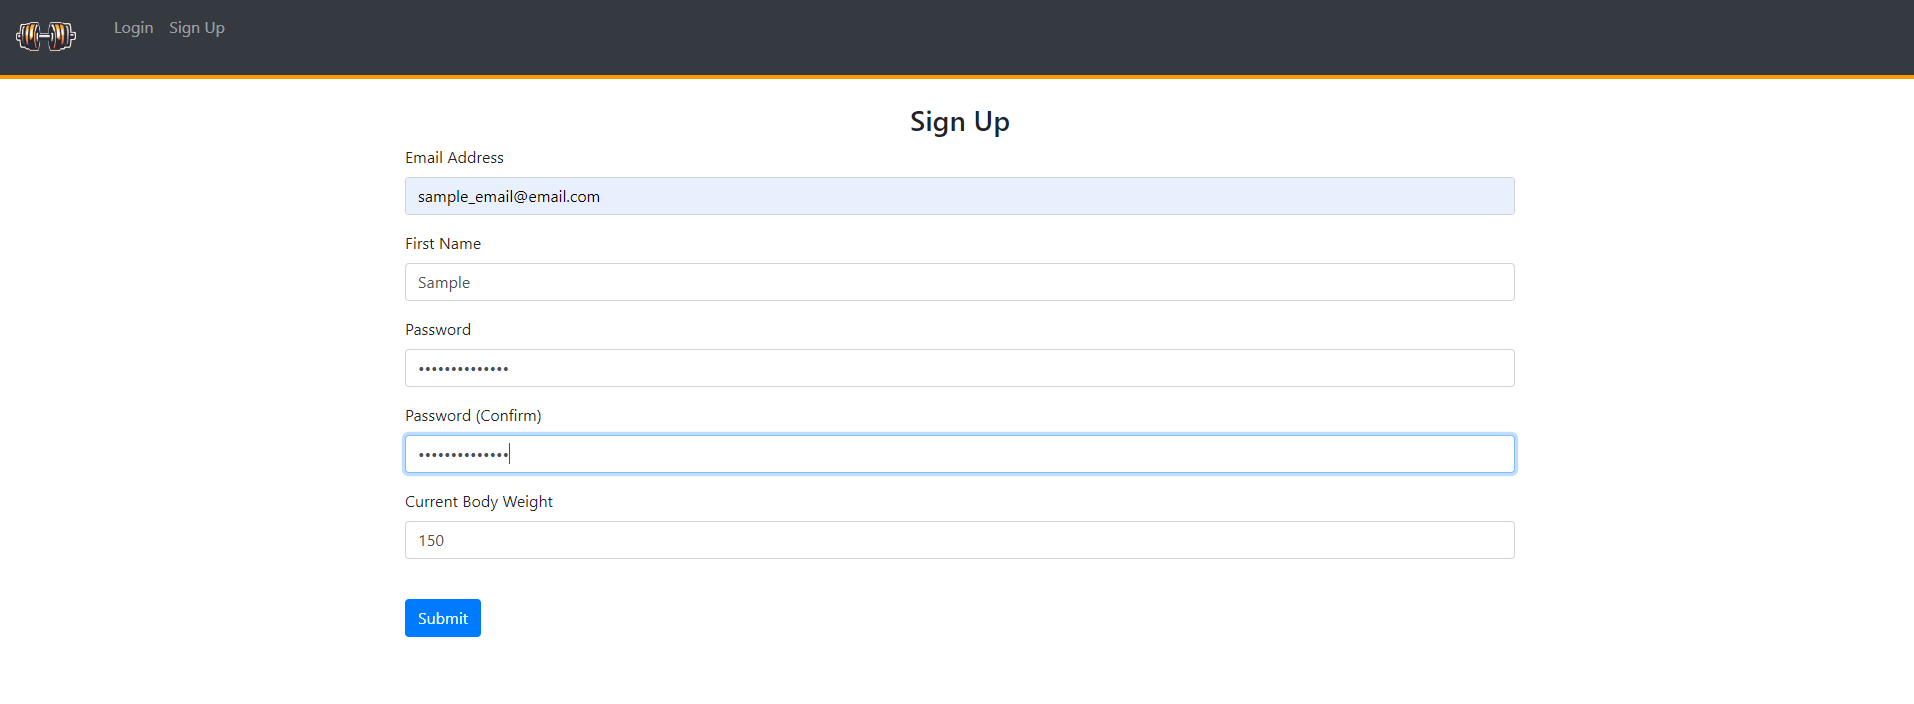 Login Sign Up
Sign Up
Email Address
sample_email@email.com
First Name
Sample
Password
••••••••••••••
Password (Confirm)
••••••••••••••
Current Body Weight
150
Submit